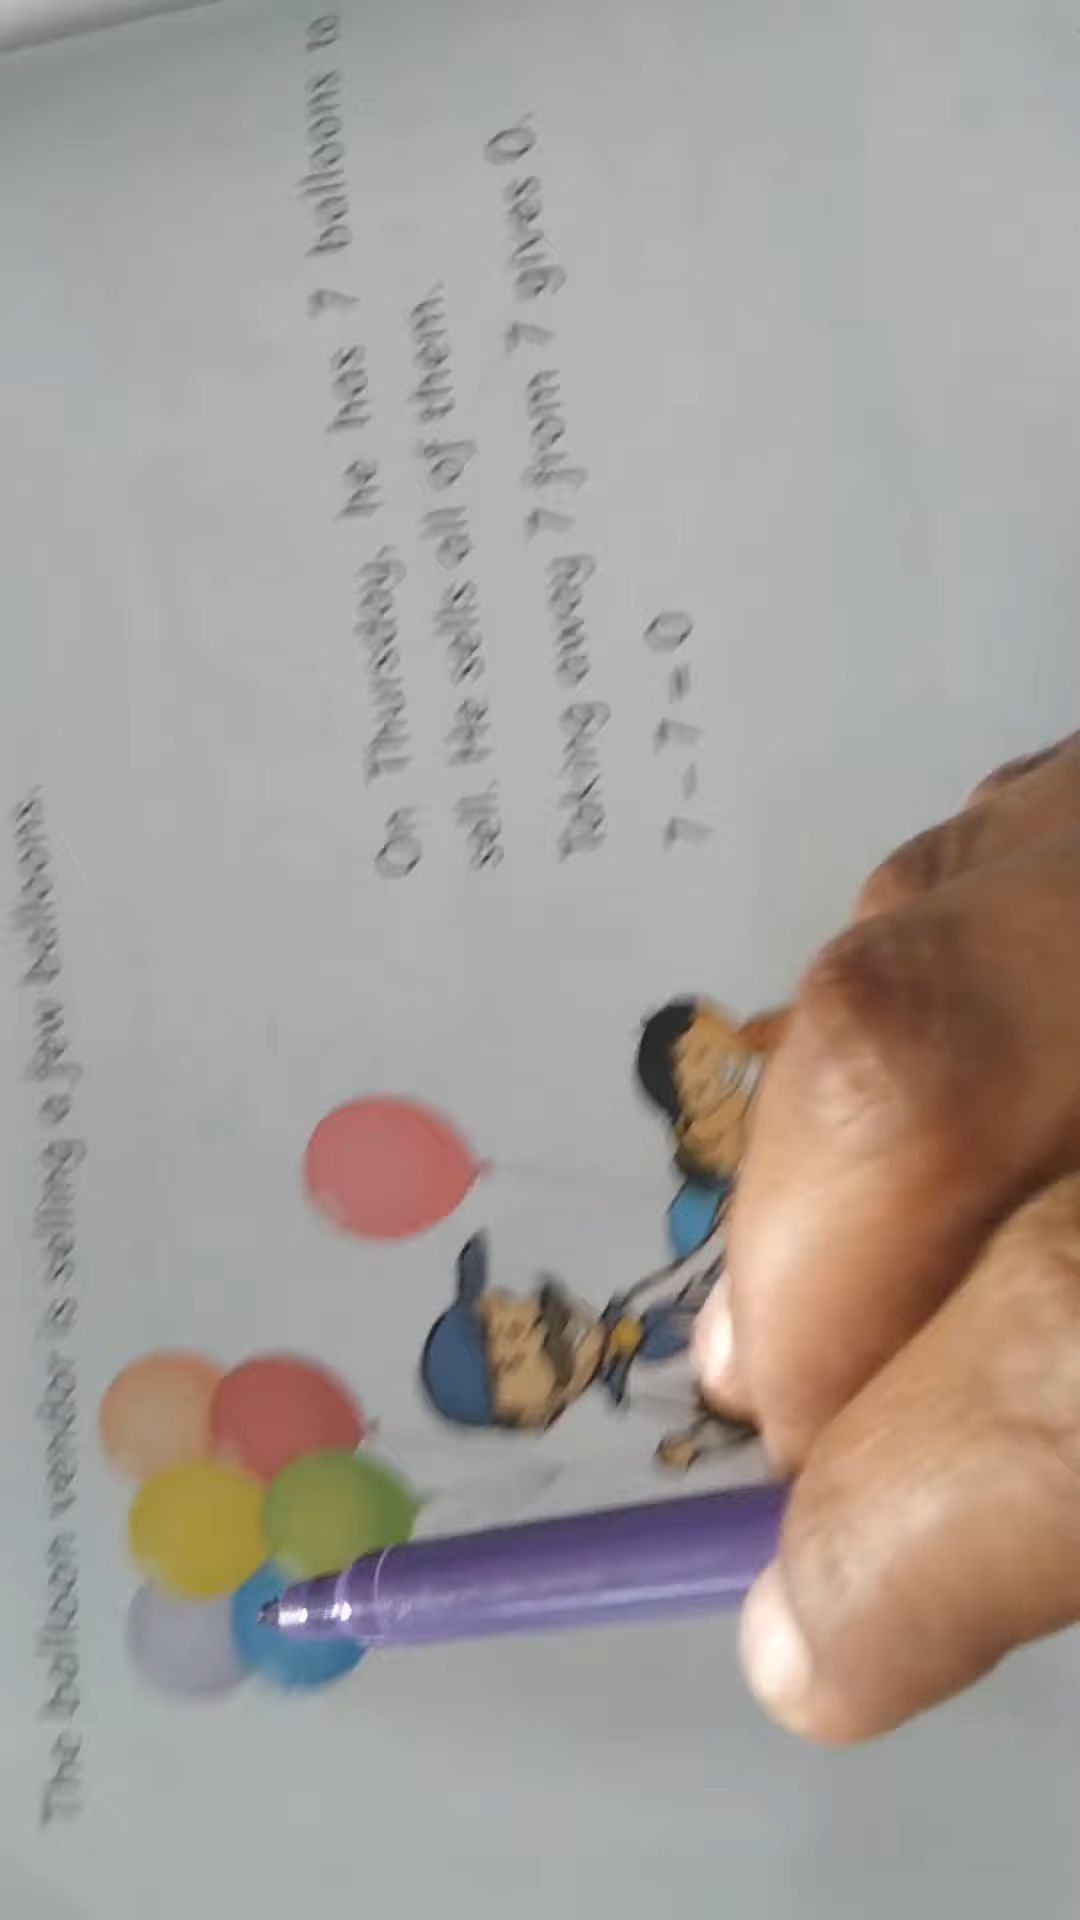 The balloon vendor is selling a few balloons.
On Thursday, he has 7 balloons to
sell. He sells all of them.
Taking away 7 from 7 gives 0.
7 - 7 = 0